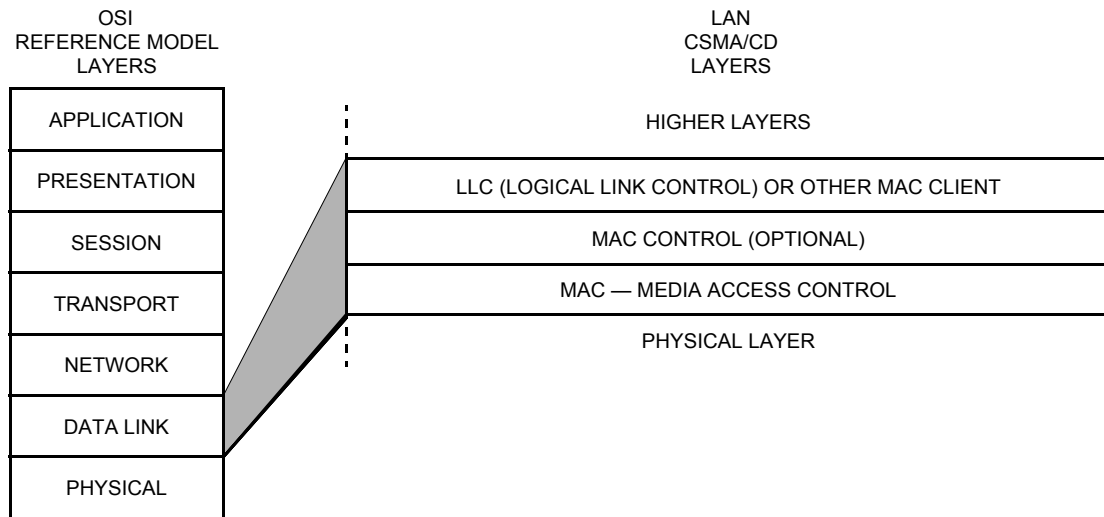 OSI
REFERENCE MODEL
LAYERS
APPLICATION
PRESENTATION
SESSION
TRANSPORT
NETWORK
DATA LINK
PHYSICAL
LAN
CSMA/CD
LAYERS
HIGHER LAYERS
LLC (LOGICAL LINK CONTROL) OR OTHER MAC CLIENT
MAC CONTROL (OPTIONAL)
MAC — MEDIA ACCESS CONTROL
PHYSICAL LAYER